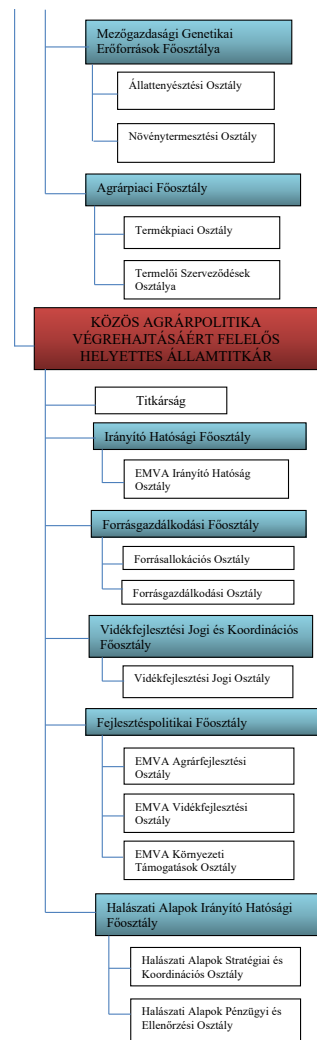 Mezőgazdasági Genetikai
Erőforrások Főosztálya
Állattenyésztési Osztály
Növénytermesztési Osztály
Agrárpiaci Főosztály
Termékpiaci Osztály
Termelői Szerveződések
Osztálya
KÖZÖS AGRÁRPOLITIKA
VÉGREHAJTÁSÁÉRT FELELŐS
HELYETTES ÁLLAMTITKÁR
Titkárság
Irányító Hatósági Főosztály
EMVA Irányító Hatóság
Osztály
Forrásgazdálkodási Főosztály
Forrásallokációs Osztály
Forrásgazdálkodási Osztály
Vidékfejlesztési Jogi és Koordinációs
Főosztály
Vidékfejlesztési Jogi Osztály
Fejlesztéspolitikai Főosztály
EMVA Agrárfejlesztési
Osztály
EMVA Vidékfejlesztési
Osztály
EMVA Környezeti
Támogatások Osztály
Halászati Alapok Irányító Hatósági
Főosztály
Halászati Alapok Stratégiai és
Koordinációs Osztály
Halászati Alapok Pénzügyi és
Ellenőrzési Osztály